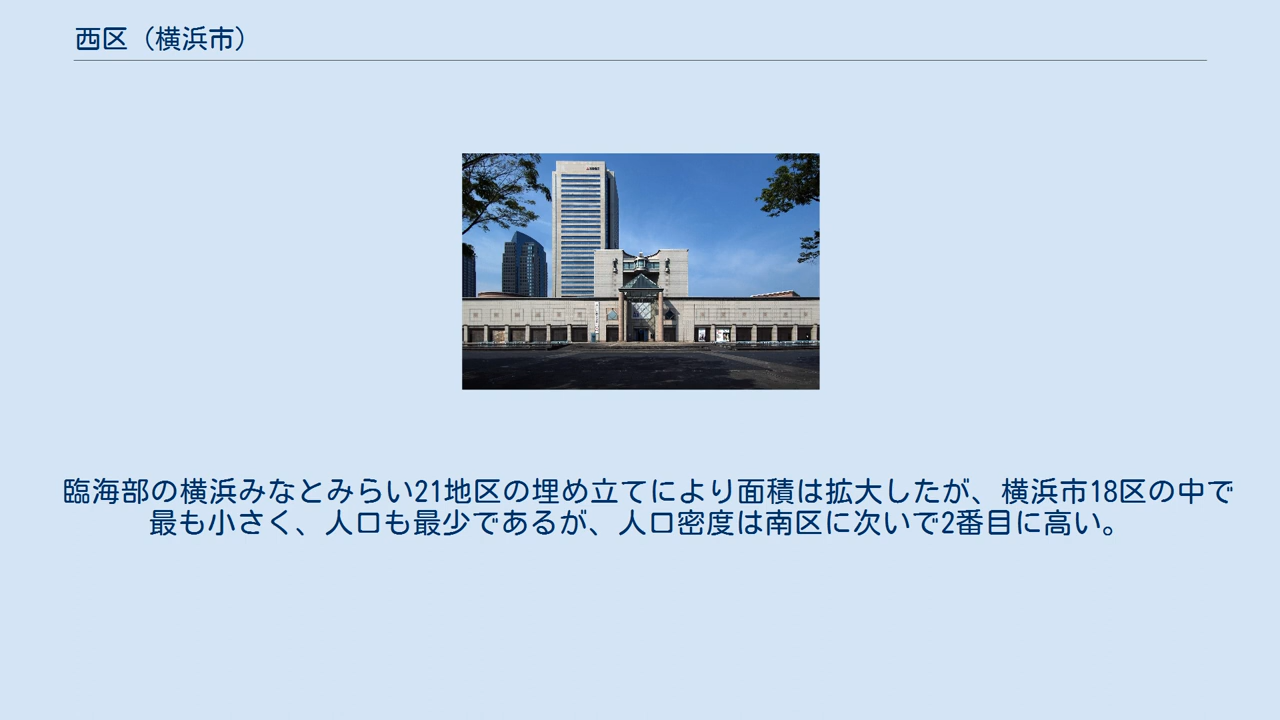 西区（横浜市）
臨海部の横浜みなとみらい21地区の埋め立てにより面積は拡大したが、横浜市18区の中で
最も小さく、人口も最少であるが、人口密度は南区に次いで2番目に高い。